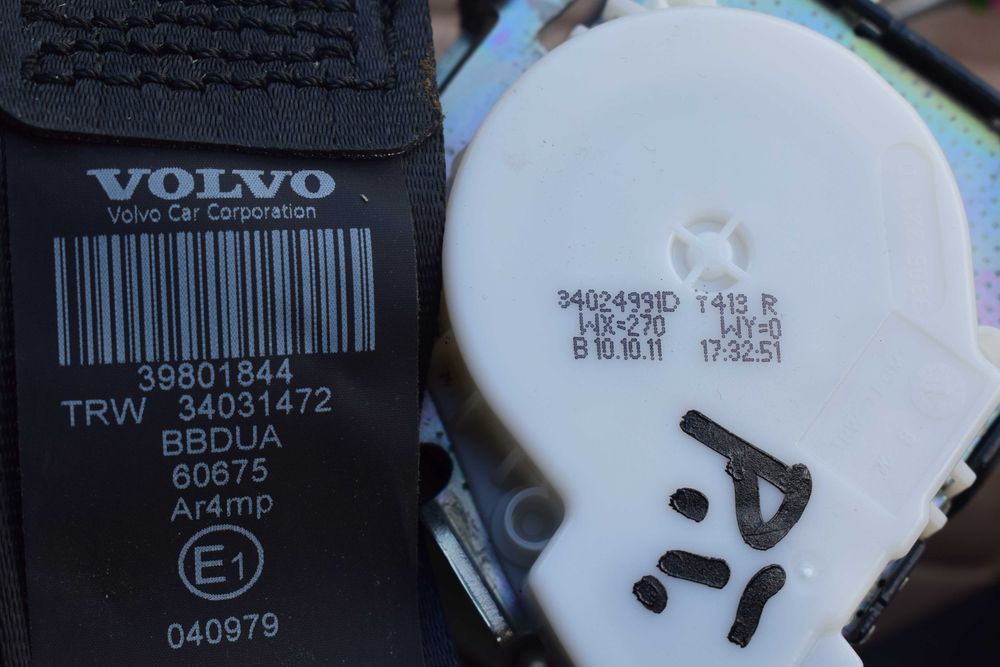 VOLVO
Volvo Car Corporation
39801844
TRW 34031472
BBDUA
60675
Ar4mp
E1
040979
34024991D Y413 R
WX=270 WY=0
B 10.10.11 17:32:51